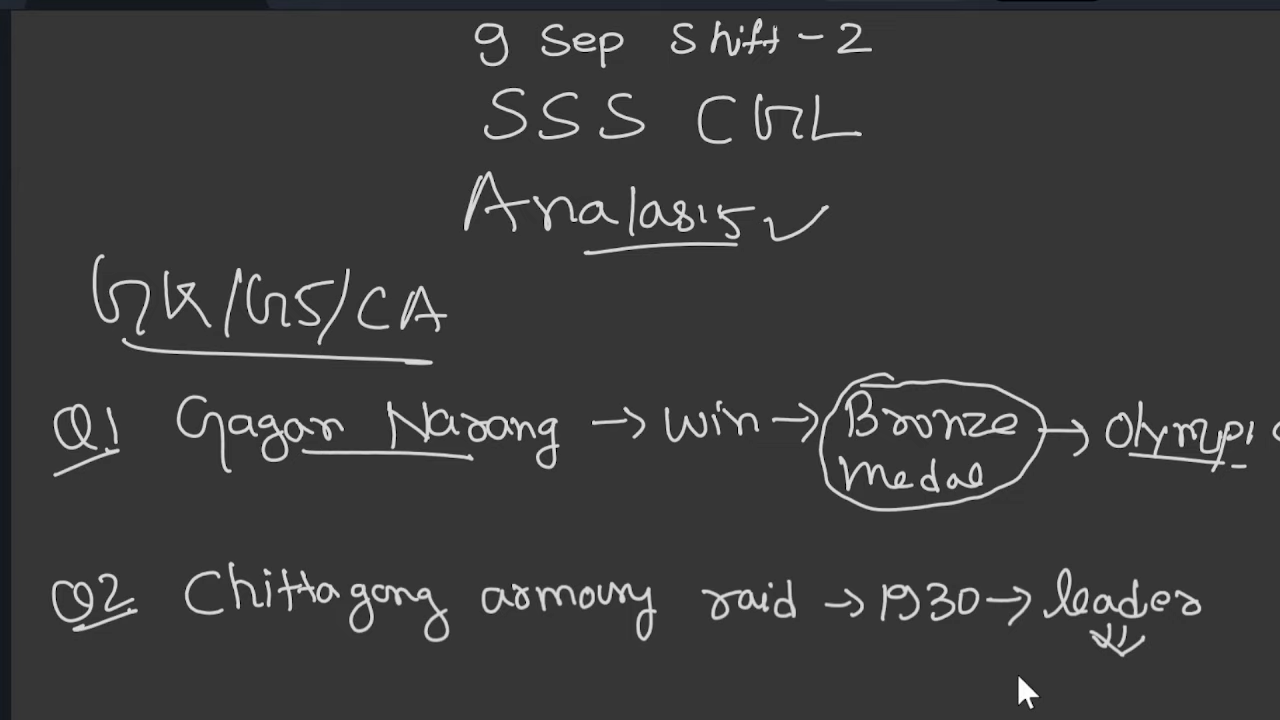 9 Sep Shift-2
SSS CGL
Analasis
GK/GS/CA
Q1 Gagan Narang → win → Bronze medal → Olympi
Q2 Chittagong armoury raid → 1930 → leader